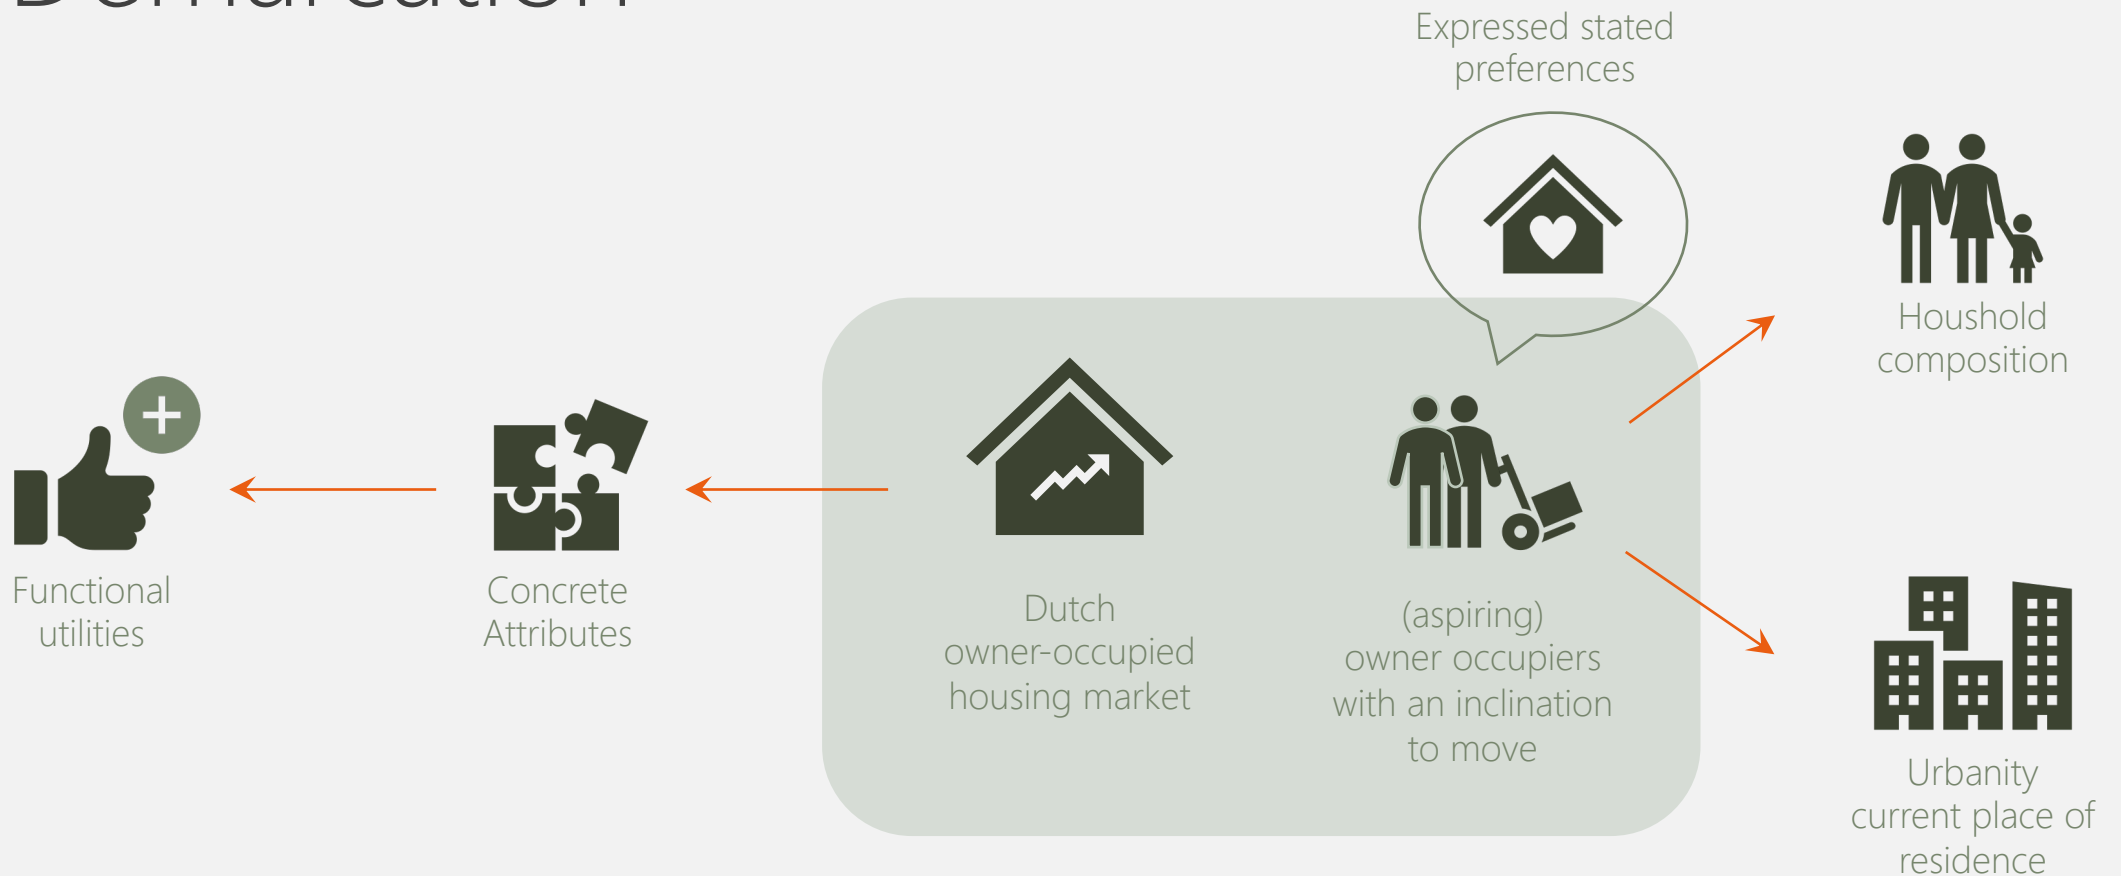 Demarcation
Expressed stated
preferences
Houshold
composition
Functional
utilities
Concrete
Attributes
Dutch
owner-occupied
housing market
(aspiring)
owner occupiers
with an inclination
to move
Urbanity
current place of
residence